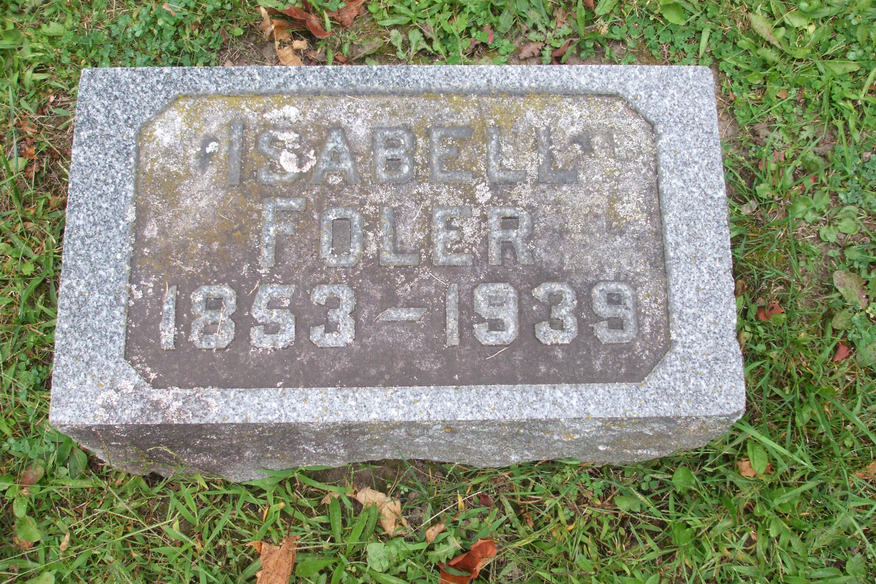 ISABELL
FOLER
1853-1939